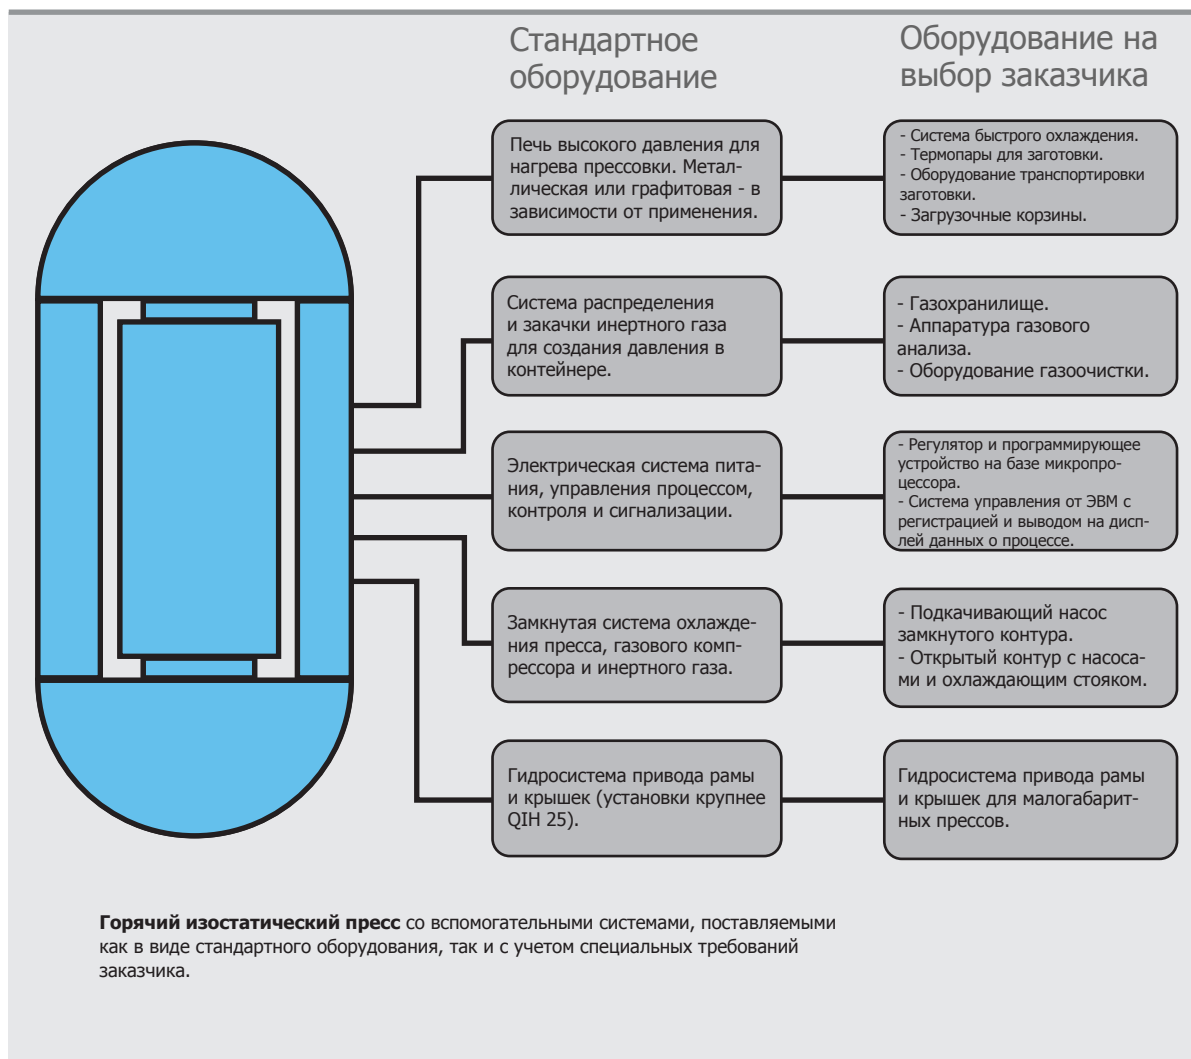 Стандартное
оборудование
Оборудование на
выбор заказчика
Печь высокого давления для
нагрева прессовки. Метал-
лическая или графитовая - в
зависимости от применения.
- Система быстрого охлаждения.
- Термопары для заготовки.
- Оборудование транспортировки
заготовки.
- Загрузочные корзины.
Система распределения
и закачки инертного газа
для создания давления в
контейнере.
- Газохранилище.
- Аппаратура газового
анализа.
- Оборудование газоочистки.
Электрическая система пита-
ния, управления процессом,
контроля и сигнализации.
- Регулятор и программирующее
устройство на базе микропро-
цессора.
- Система управления от ЭВМ с
регистрацией и выводом на дисп-
лей данных о процессе.
Замкнутая система охлажде-
ния пресса, газового комп-
рессора и инертного газа.
- Подкачивающий насос
замкнутого контура.
- Открытый контур с насоса-
ми и охлаждающим стояком.
Гидросистема привода рамы
и крышек (установки крупнее
QIH 25).
Гидросистема привода рамы
и крышек для малогабарит-
ных прессов.
Горячий изостатический пресс со вспомогательными системами, поставляемыми
как в виде стандартного оборудования, так и с учетом специальных требований
заказчика.